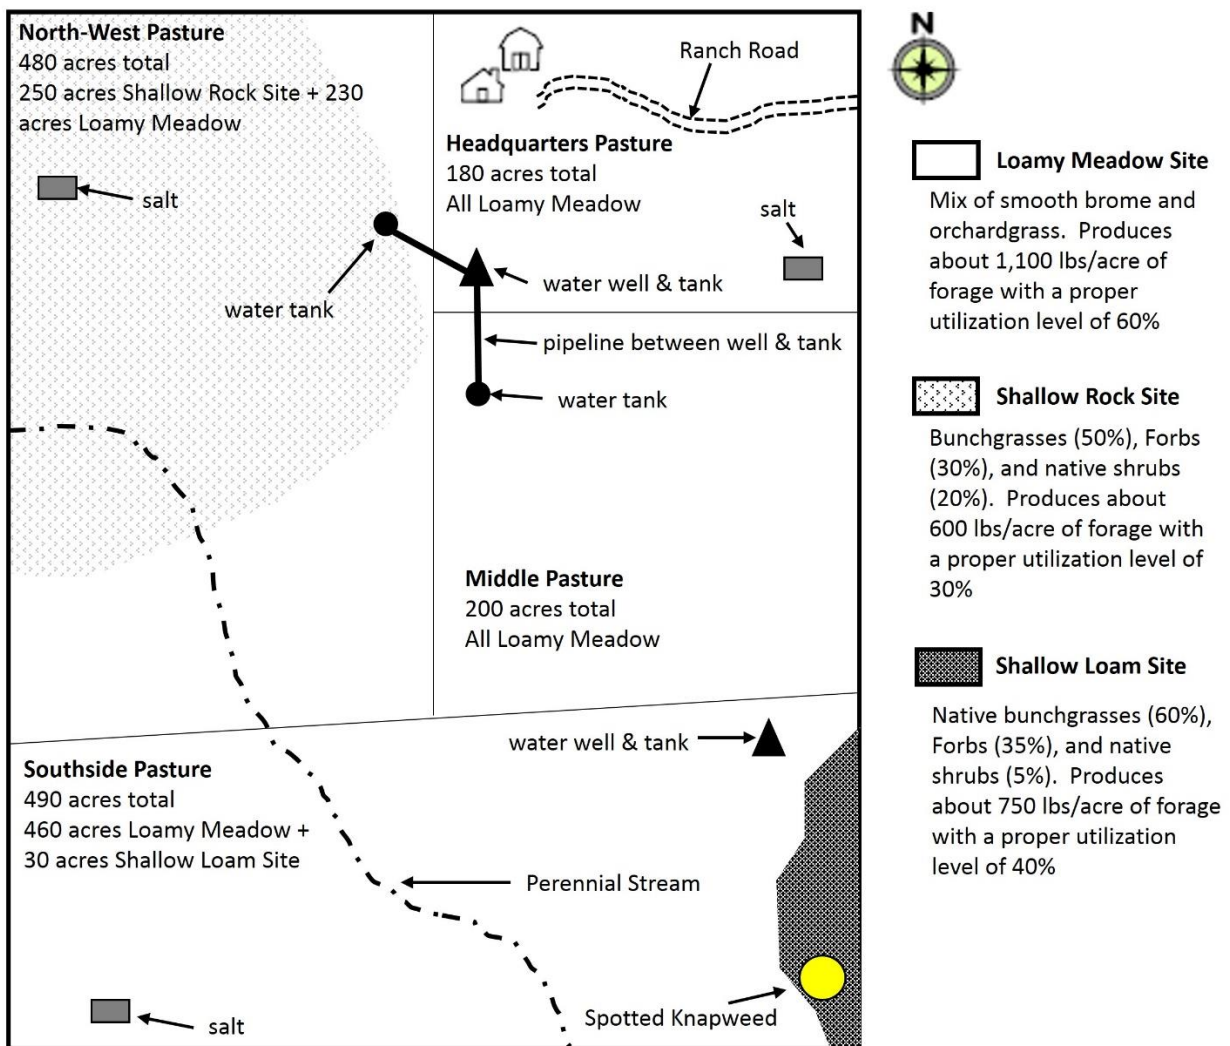 North-West Pasture
480 acres total
250 acres Shallow Rock Site + 230
acres Loamy Meadow
salt
water tank
Ranch Road
Headquarters Pasture
180 acres total
All Loamy Meadow
salt
water well & tank
pipeline between well & tank
water tank
Middle Pasture
200 acres total
All Loamy Meadow
water well & tank
Southside Pasture
490 acres total
460 acres Loamy Meadow +
30 acres Shallow Loam Site
Perennial Stream
Spotted Knapweed
salt
N
Loamy Meadow Site
Mix of smooth brome and
orchardgrass. Produces
about 1,100 lbs/acre of
forage with a proper
utilization level of 60%
Shallow Rock Site
Bunchgrasses (50%), Forbs
(30%), and native shrubs
(20%). Produces about
600 lbs/acre of forage with
a proper utilization level of
30%
Shallow Loam Site
Native bunchgrasses (60%),
Forbs (35%), and native
shrubs (5%). Produces
about 750 lbs/acre of forage
with a proper utilization
level of 40%